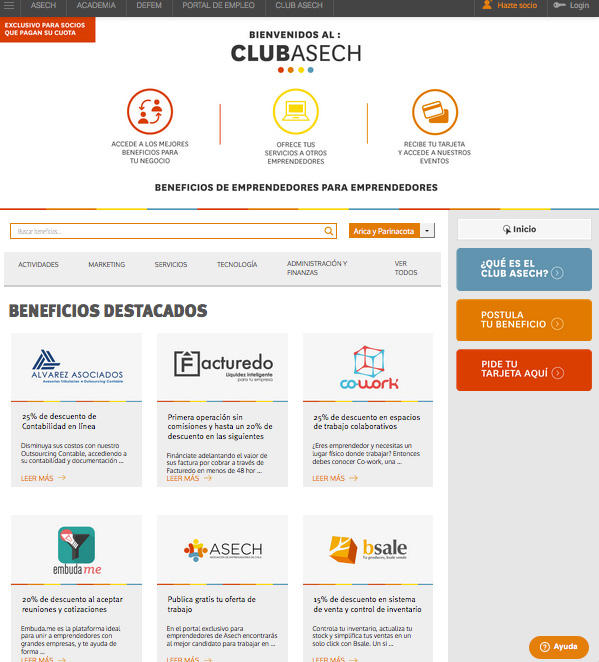 ASECH ACADEMIA DEFEM PORTAL DE EMPLEO CLUB ASECH Hazte socio Login
EXCLUSIVO PARA SOCIOS
QUE PAGAN SU CUOTA
BIENVENIDOS AL :
CLUBASECH
ACCEDE A LOS MEJORES
BENEFICIOS PARA
TU NEGOCIO
OFRECE TUS
SERVICIOS A OTROS
EMPRENDEDORES
RECIBE TU TARJETA
Y ACCEDE A NUESTROS
EVENTOS
BENEFICIOS DE EMPRENDEDORES PARA EMPRENDEDORES
Buscar beneficios...
Arica y Parinacota
Inicio
ACTIVIDADES MARKETING SERVICIOS TECNOLOGÍA
ADMINISTRACIÓN Y
FINANZAS
VER
TODOS
¿QUÉ ES EL
CLUB ASECH?
POSTULA
TU BENEFICIO
PIDE TU
TARJETA AQUÍ
BENEFICIOS DESTACADOS
ALVAREZ ASOCIADOS
Asesorías Tributarias e Outsourcing Contable
25% de descuento de
Contabilidad en línea
Disminuya sus costos con nuestro
Outsourcing Contable, accediendo a
su contabilidad y documentación ...
LEER MÁS
Facturedo
Liquidez inteligente
para tu empresa
Primera operación sin
comisiones y hasta un 20% de
descuento en las siguientes
Fináncíate adelantando el valor de
sus factura por cobrar a través de
Facturedo en menos de 48 hor ...
LEER MÁS
co-work
25% de descuento en espacios
de trabajo colaborativos
¿Eres emprendedor y necesitas un
lugar físico donde trabajar? Entonces
debes conocer Co-work, una ...
LEER MÁS
embudame
20% de descuento al aceptar
reuniones y cotizaciones
Embuda.me es la plataforma ideal
para unir a emprendedores con
grandes empresas, y te ayuda de
forma ...
LEER MÁS
ASECH
ASOCIACIÓN DE EMPRENDEDORES DE CHILE
Publica gratis tu oferta de
trabajo
En el portal exclusivo para
emprendedores de Asech encontrarás
al mejor candidato para trabajar en ...
LEER MÁS
bsale
Tu produces, bsale vende
15% de descuento en sistema
de venta y control de inventario
Controla tu inventario, actualiza tu
stock y simplifica tus ventas en un
solo click con Bsale. Un si ...
LEER MÁS
Ayuda